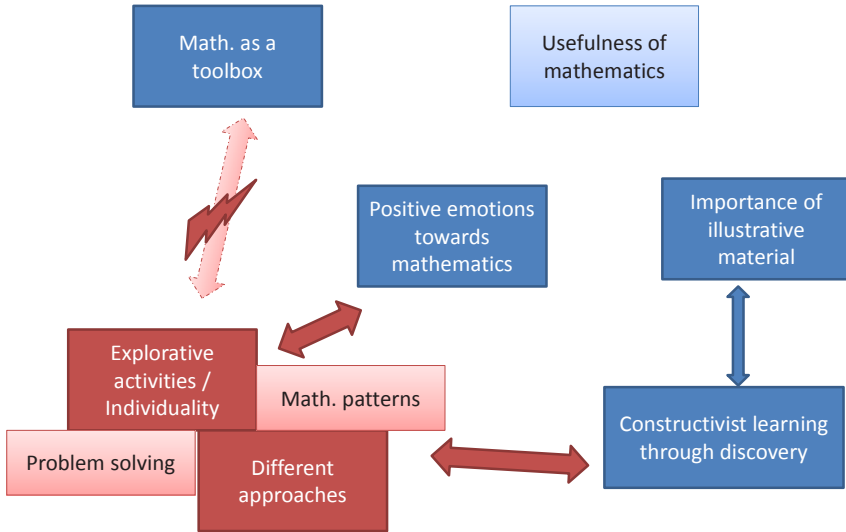 Math. as a
toolbox
Usefulness of
mathematics
Positive emotions
towards
mathematics
Importance of
illustrative
material
Explorative
activities /
Individuality
Math. patterns
Problem solving
Different
approaches
Constructivist learning
through discovery